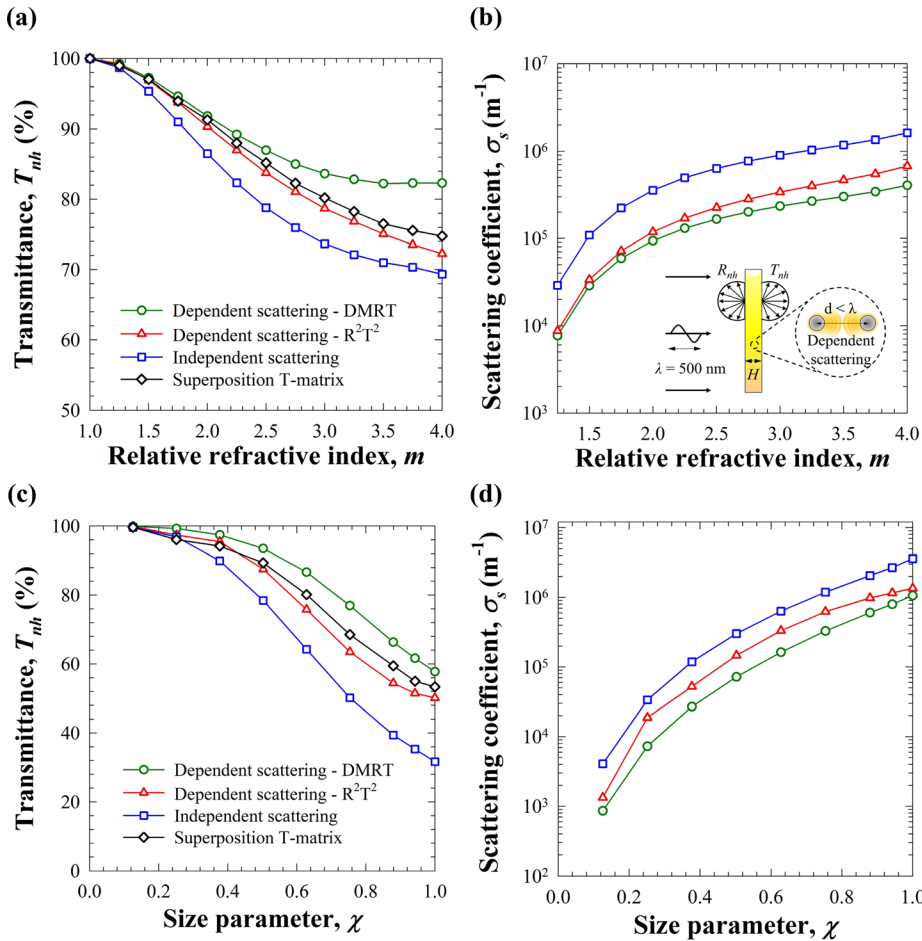 (a)
Transmittance, T_nh (%)
100
90
80
70
60
50
Dependent scattering - DMRT
Dependent scattering - R²T²
Independent scattering
Superposition T-matrix
1.0 1.5 2.0 2.5 3.0 3.5 4.0
Relative refractive index, m
(b)
Scattering coefficient, σ_s (m⁻¹)
10⁷
10⁶
10⁵
10⁴
10³
R_nh T_nh
λ = 500 nm
H
d < λ
Dependent
scattering
1.5 2.0 2.5 3.0 3.5 4.0
Relative refractive index, m
(c)
Transmittance, T_nh (%)
100
80
60
40
20
0
Dependent scattering - DMRT
Dependent scattering - R²T²
Independent scattering
Superposition T-matrix
0.0 0.2 0.4 0.6 0.8 1.0
Size parameter, χ
(d)
Scattering coefficient, σ_s (m⁻¹)
10⁷
10⁶
10⁵
10⁴
10³
10²
0.0 0.2 0.4 0.6 0.8 1.0
Size parameter, χ